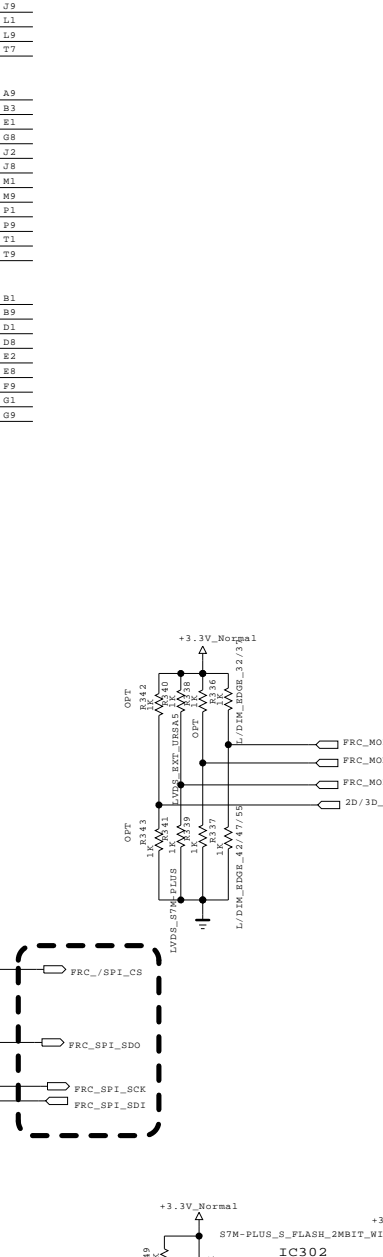 J9
L1
L9
T7
A9
B3
E1
G8
J2
J8
M1
M9
P1
P9
T1
T9
B1
B9
D1
D8
E2
E8
F9
G1
G9
+3.3V_Normal
OPT
R342
1K
R340
1K
R338
1K
R336
1K
L/DIM_EDGE_32/37
LVDS_EXT_URSA5
OPT
FRC_MO
FRC_MO
FRC_MO
2D/3D_
OPT
R343
1K
R341
1K
R339
1K
R337
1K
LVDS_S7M-PLUS
L/DIM_EDGE_42/47/55
FRC_/SPI_CS
FRC_SPI_SDO
FRC_SPI_SCK
FRC_SPI_SDI
+3.3V_Normal
+3
S7M-PLUS_S_FLASH_2MBIT_WI
IC302